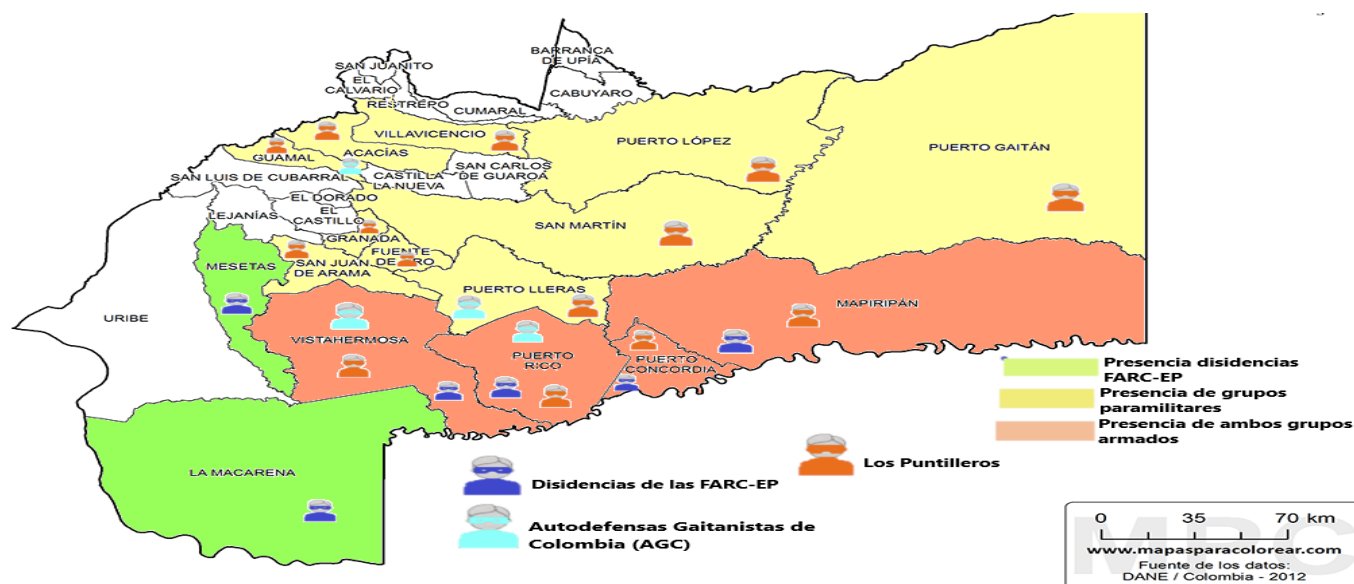 BARRANCA
DE UPÍA
SAN JUANITO
EL
CALVARIO
CABUYARO
RESTREPO
CUMARAL
VILLAVICENCIO
PUERTO LÓPEZ
PUERTO GAITÁN
ACACÍAS
GUAMAL
SAN CARLOS
DE GUAROA
SAN LUIS DE CUBARRAL
CASTILLA
LA NUEVA
EL DORADO
LEJANÍAS
EL
CASTILLO
SAN MARTÍN
GRANADA
FUENTE
DE ORO
MESETAS
SAN JUAN
DE ARAMA
PUERTO LLERAS
MAPIRIPÁN
URIBE
VISTAHERMOSA
PUERTO
RICO
PUERTO
CONCORDIA
Presencia disidencias
FARC-EP
Presencia de grupos
paramilitares
Presencia de ambos grupos
armados
LA MACARENA
Los Puntilleros
Disidencias de las FARC-EP
Autodefensas Gaitanistas de
Colombia (AGC)
MPC
0 35 70 km
www.mapasparacolorear.com
Fuente de los datos:
DANE / Colombia - 2012